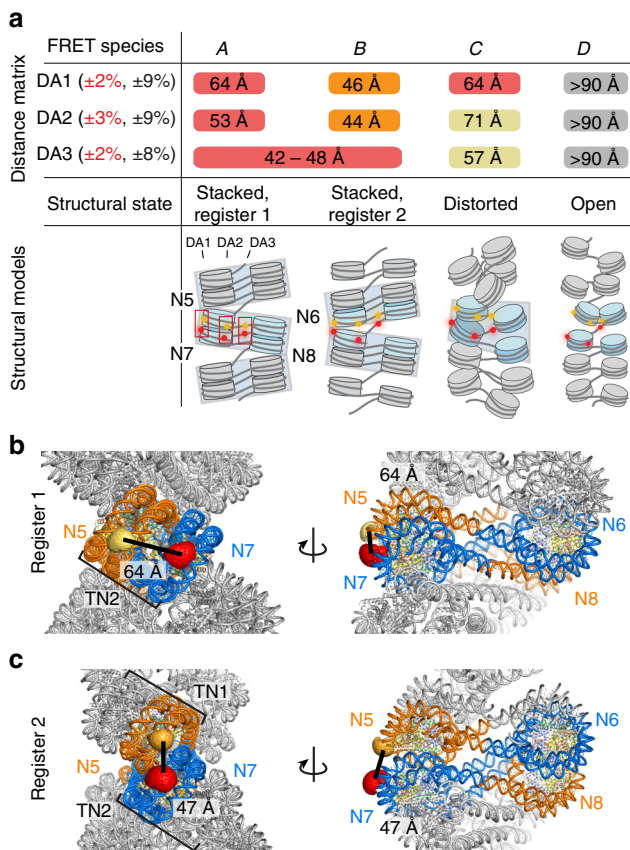 a
FRET species A B C D
Distance matrix
DA1 (±2%, ±9%) 64 Å 46 Å 64 Å >90 Å
DA2 (±3%, ±9%) 53 Å 44 Å 71 Å >90 Å
DA3 (±2%, ±8%) 42 – 48 Å 57 Å >90 Å
Structural state Stacked, register 1 Stacked, register 2 Distorted Open
Structural models
DA1 DA2 DA3
N5 N6
N7 N8
b
Register 1
N5
64 Å
N7
TN2
64 Å
N5
N6
N7
N8
c
Register 2
TN1
N5
N7
TN2
47 Å
N5
N6
N7
N8
47 Å